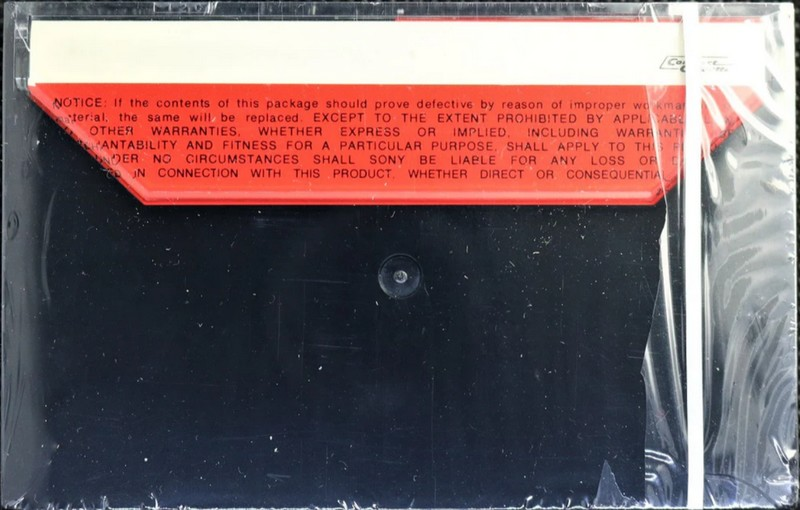 NOTICE: If the contents of this package should prove defective by reason of improper
material, the same will be replaced. EXCEPT TO THE EXTENT PROHIBITED BY
OTHER WARRANTIES, WHETHER EXPRESS OR IMPLIED, INCLUDING
AND FITNESS FOR A PARTICULAR PURPOSE, SHALL APPLY TO THIS
UNDER NO CIRCUMSTANCES SHALL SONY BE LIABLE FOR ANY LOSS OR
IN CONNECTION WITH THIS PRODUCT, WHETHER DIRECT OR CONSEQUENTIAL